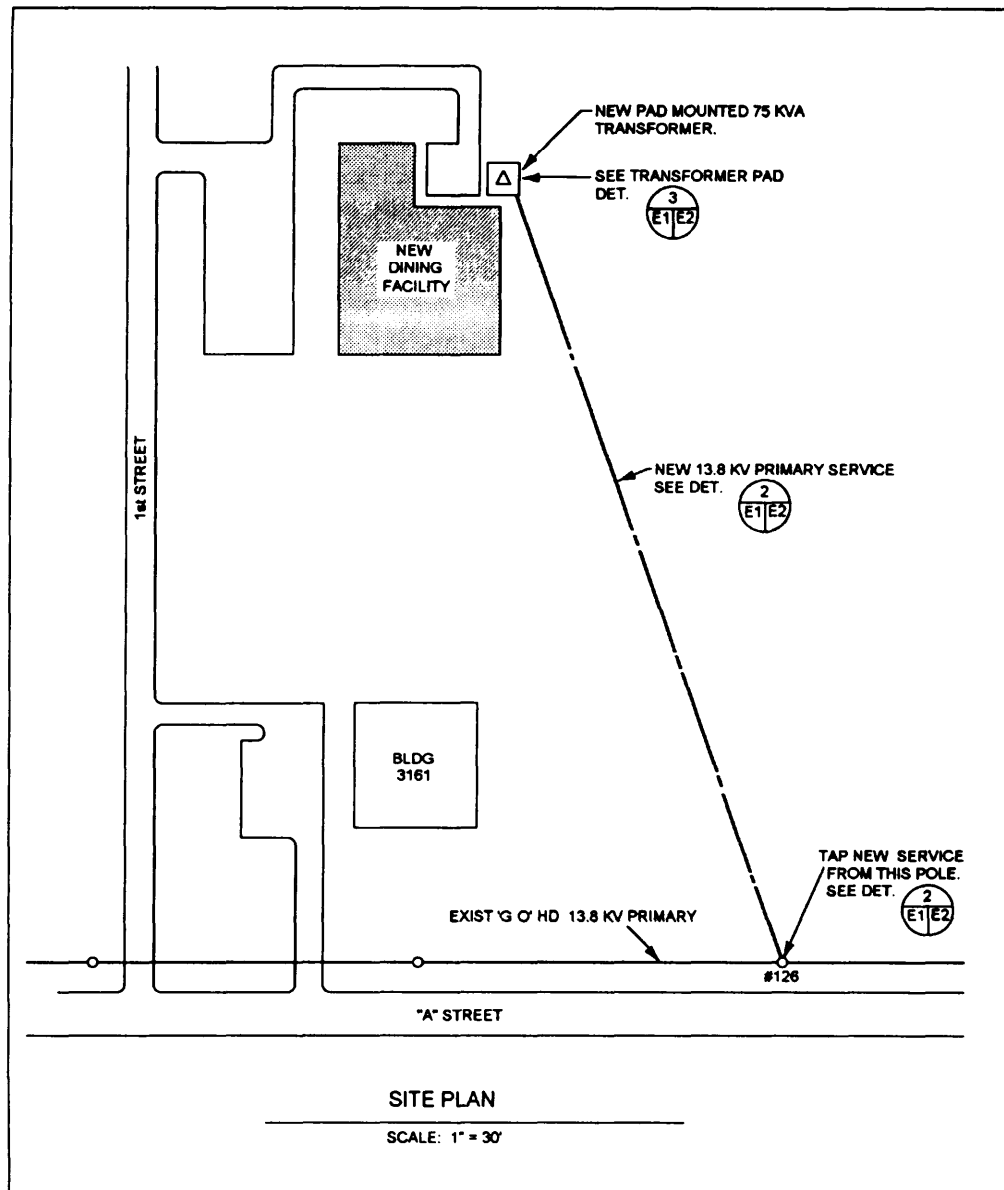 NEW PAD MOUNTED 75 KVA
TRANSFORMER.
SEE TRANSFORMER PAD
DET.
3
E1 E2
NEW
DINING
FACILITY
1st STREET
NEW 13.8 KV PRIMARY SERVICE
SEE DET.
2
E1 E2
BLDG
3161
TAP NEW SERVICE
FROM THIS POLE.
SEE DET.
2
E1 E2
EXIST 'G O' HD 13.8 KV PRIMARY
#126
"A" STREET
SITE PLAN
SCALE: 1" = 30'